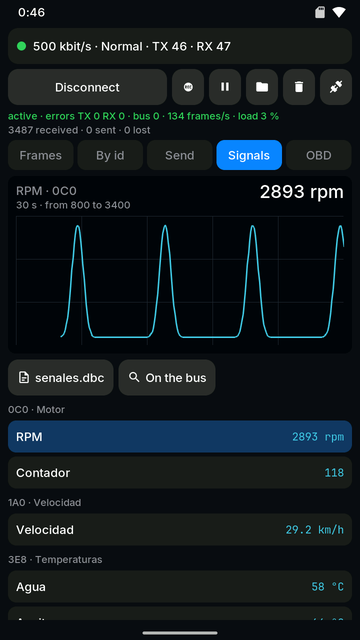 0:46
500 kbit/s · Normal · TX 46 · RX 47
Disconnect
active · errors TX 0 RX 0 · bus 0 · 134 frames/s · load 3 %
3487 received · 0 sent · 0 lost
Frames By id Send Signals OBD
RPM · 0C0 2893 rpm
30 s · from 800 to 3400
senales.dbc On the bus
0C0 · Motor
RPM 2893 rpm
Contador 118
1A0 · Velocidad
Velocidad 29.2 km/h
3E8 · Temperaturas
Agua 58 °C